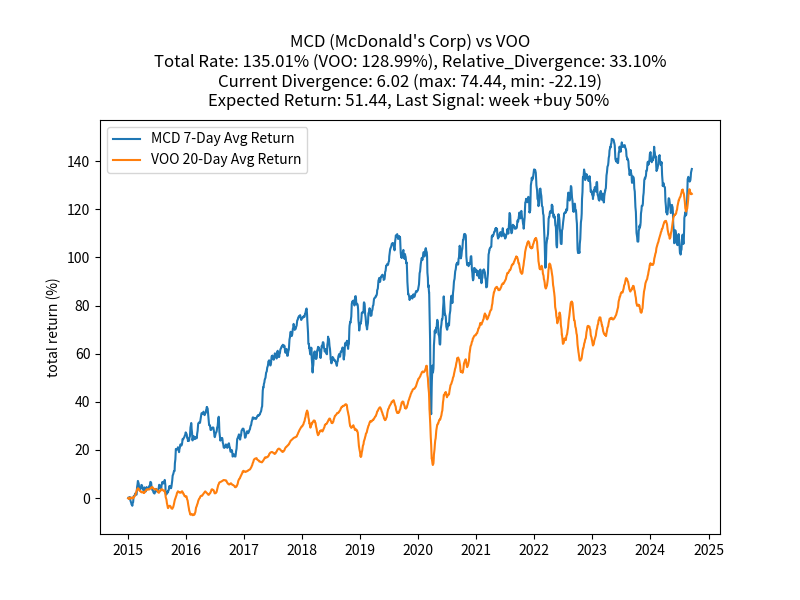 MCD (McDonald's Corp) vs VOO
Total Rate: 135.01% (VOO: 128.99%), Relative_Divergence: 33.10%
Current Divergence: 6.02 (max: 74.44, min: -22.19)
Expected Return: 51.44, Last Signal: week +buy 50%
MCD 7-Day Avg Return
VOO 20-Day Avg Return
total return (%)
140
120
100
80
60
40
20
0
2015 2016 2017 2018 2019 2020 2021 2022 2023 2024 2025